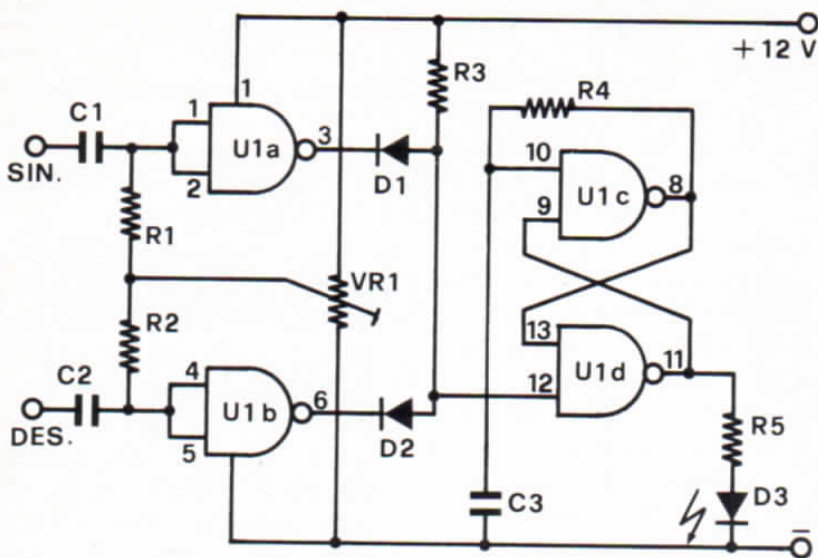 +12 V
R3
R4
C1
1
1
3
10
U1a
8
SIN.
U1c
2
D1
9
R1
VR1
R2
13
4
11
C2
6
U1d
12
U1b
DES.
5
D2
R5
C3
D3
–